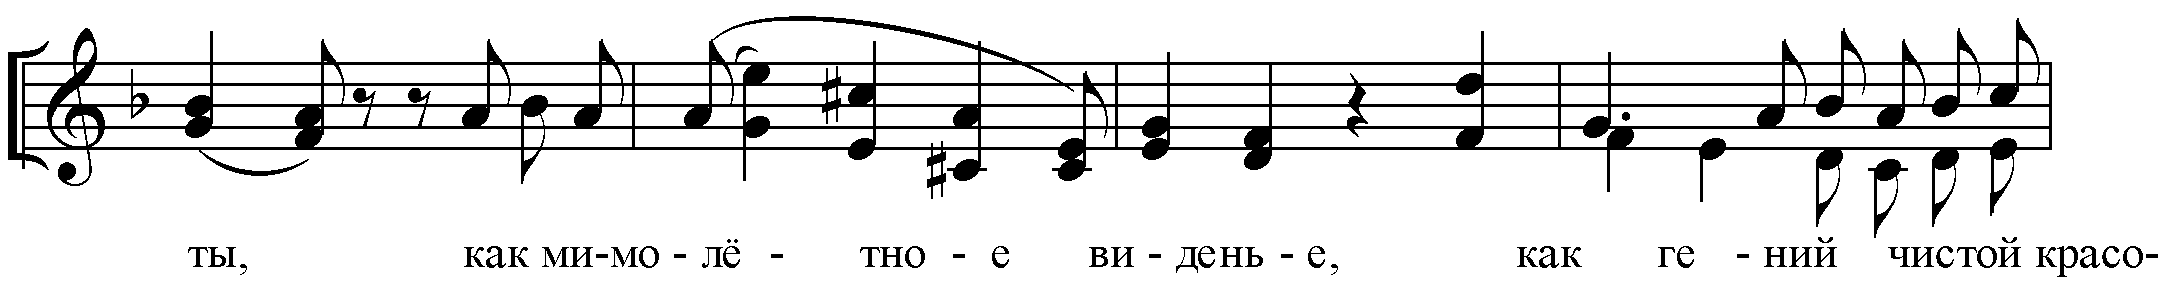 ты, как ми-мо - лё - тно - е ви - день - е, как ге - ний чистой красо-